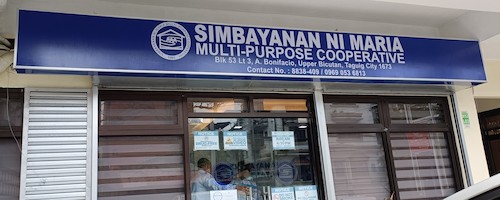 SIMBAYANAN NI MARIA
MULTI-PURPOSE COOPERATIVE
Blk 53 Lt 3, A. Bonifacio, Upper Bicutan, Taguig City 1673
Contact No. : 8838-409 / 0969 053 6813